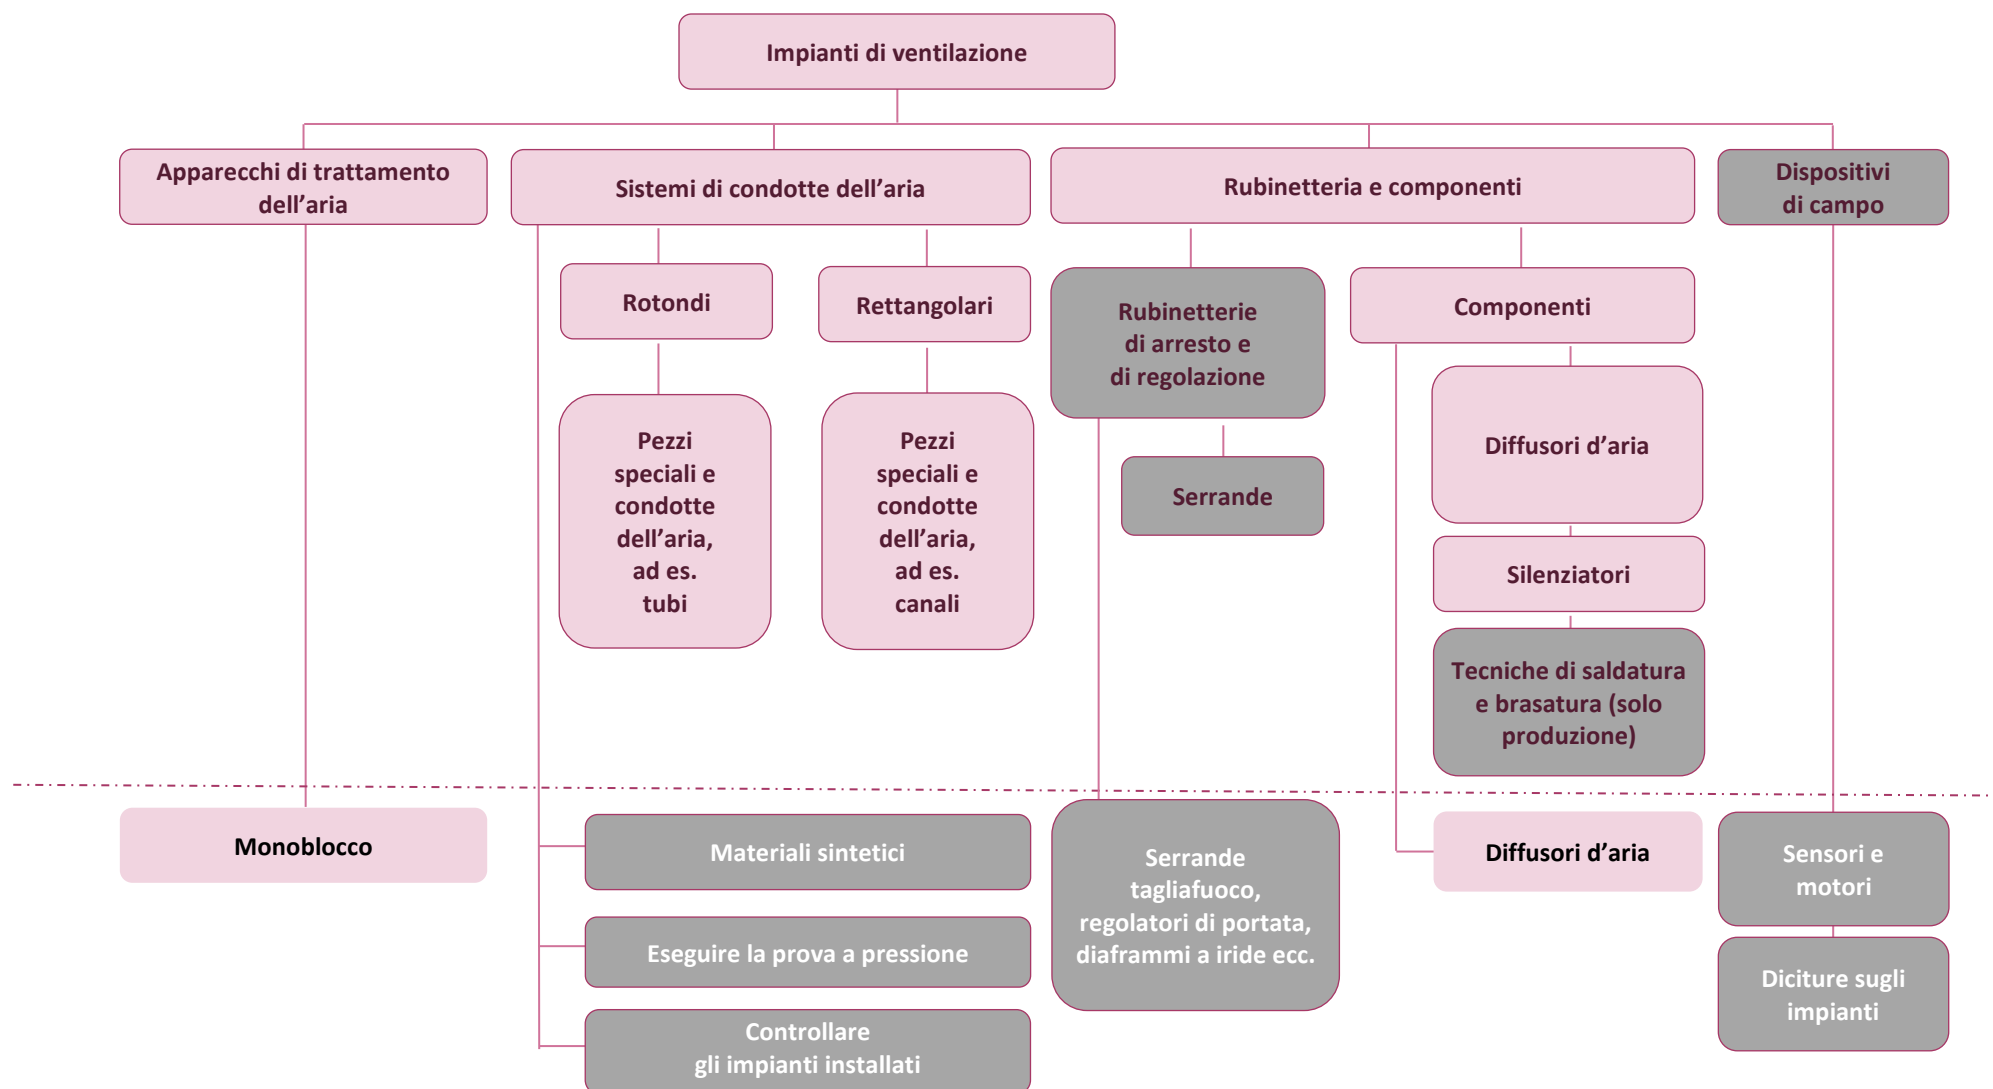 Impianti di ventilazione
Apparecchi di trattamento
dell’aria
Sistemi di condotte dell’aria
Rubinetteria e componenti
Dispositivi
di campo
Rotondi
Rettangolari
Rubinetterie
di arresto e
di regolazione
Componenti
Pezzi
speciali e
condotte
dell’aria,
ad es.
tubi
Pezzi
speciali e
condotte
dell’aria,
ad es.
canali
Serrande
Diffusori d’aria
Silenziatori
Tecniche di saldatura
e brasatura (solo
produzione)
Monoblocco
Materiali sintetici
Eseguire la prova a pressione
Controllare
gli impianti installati
Serrande
tagliafuoco,
regolatori di portata,
diaframmi a iride ecc.
Diffusori d’aria
Sensori e
motori
Diciture sugli
impianti